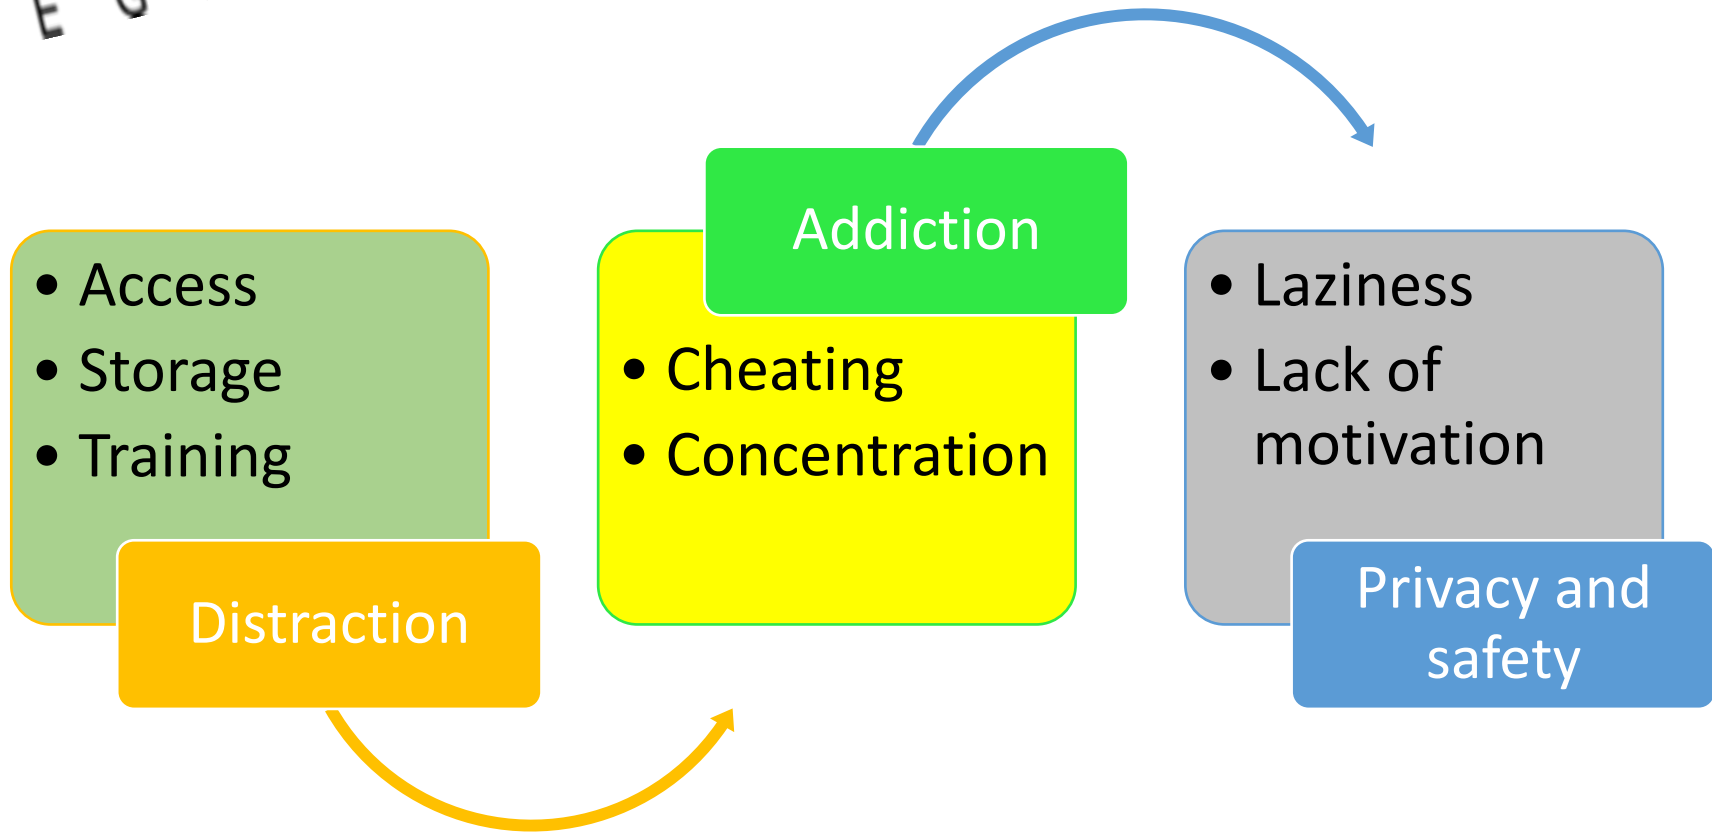 • Access
• Storage
• Training
Distraction
Addiction
• Cheating
• Concentration
• Laziness
• Lack of
motivation
Privacy and
safety